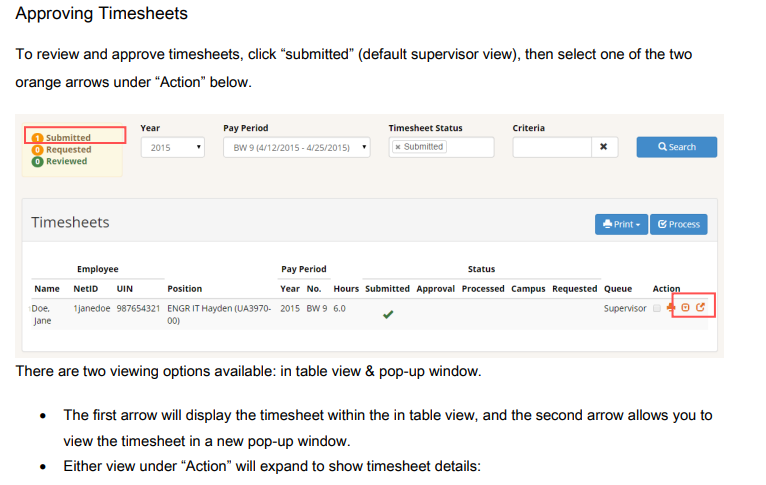 Approving Timesheets
To review and approve timesheets, click “submitted” (default supervisor view), then select one of the two
orange arrows under “Action” below.
1 Submitted
0 Requested
0 Reviewed
Year
2015
Pay Period
BW 9 (4/12/2015 - 4/25/2015)
Timesheet Status
× Submitted
Criteria
Search
Timesheets
Print
Process
Employee Pay Period Status
Name NetID UIN Position Year No. Hours Submitted Approval Processed Campus Requested Queue Action
Doe, 1janedoe 987654321 ENGR IT Hayden (UA3970- 2015 BW 9 6.0 Supervisor
Jane 00)
There are two viewing options available: in table view & pop-up window.
• The first arrow will display the timesheet within the in table view, and the second arrow allows you to
view the timesheet in a new pop-up window.
• Either view under “Action” will expand to show timesheet details: